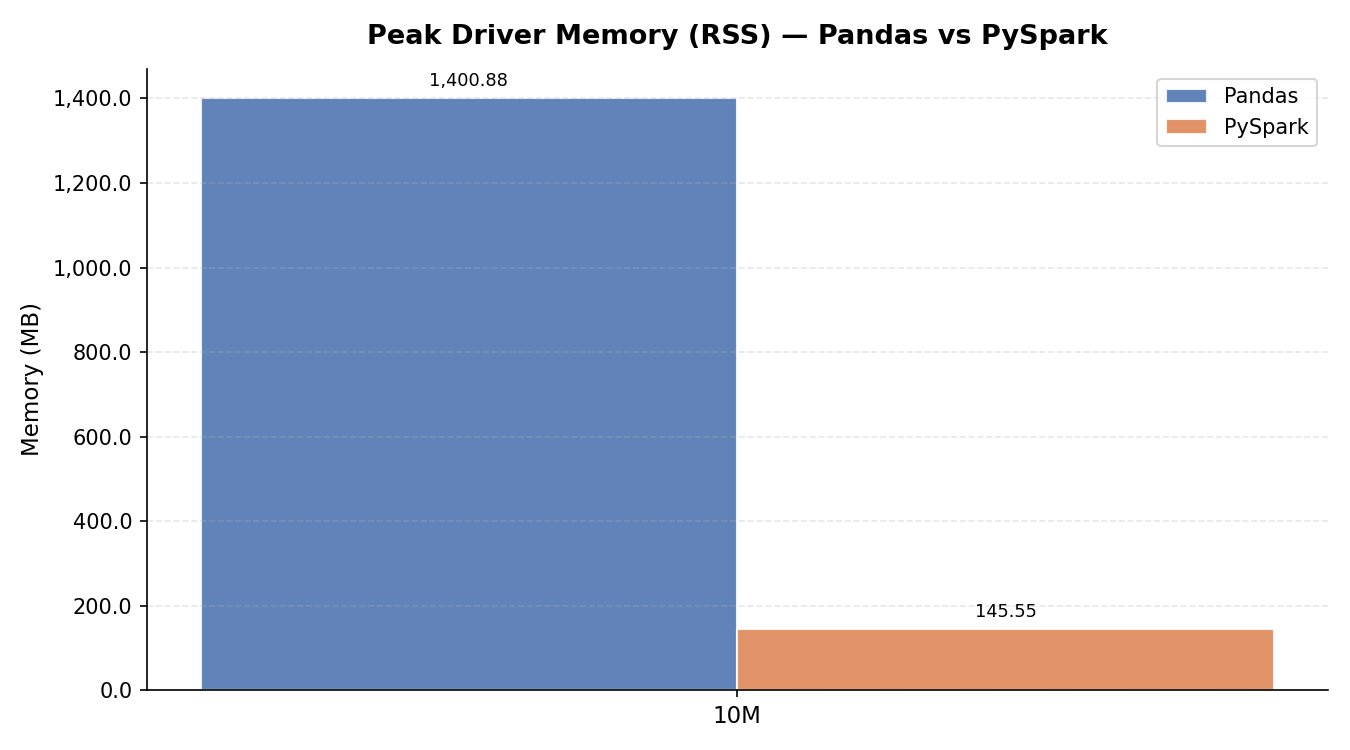 Peak Driver Memory (RSS) — Pandas vs PySpark
1,400.88
Pandas
PySpark
1,400.0
1,200.0
1,000.0
800.0
600.0
400.0
200.0
0.0
Memory (MB)
145.55
10M